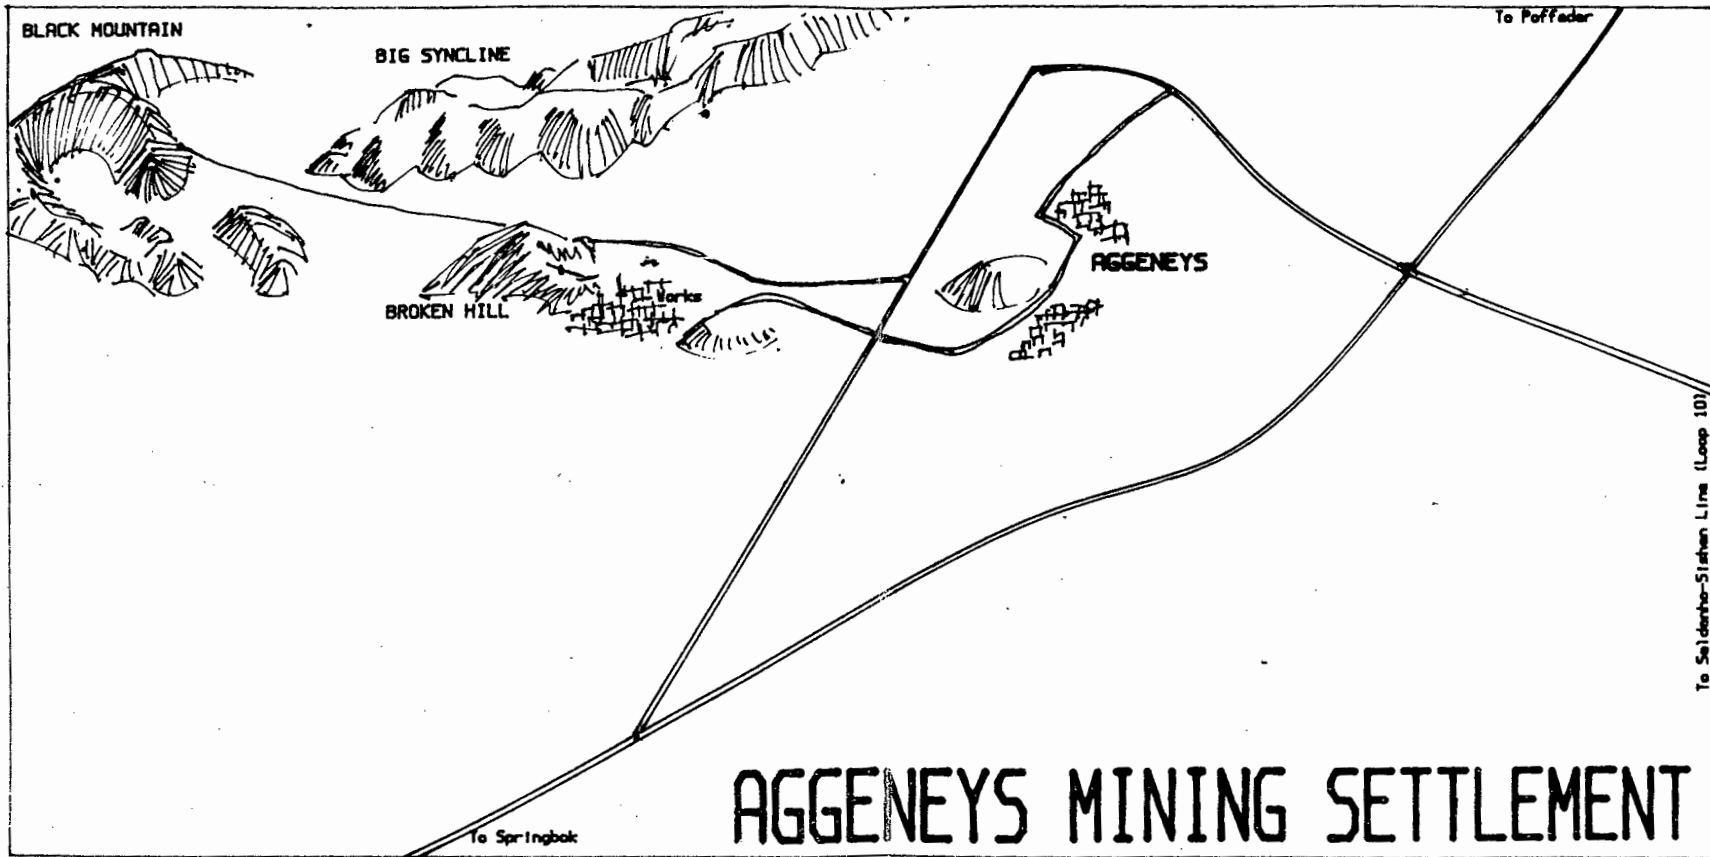 To Poffader
BLACK MOUNTAIN
BIG SYNCLINE
AGGENEYS
Works
BROKEN HILL
To Saldanha-Sishen Line (Loop 10)
AGGENEYS MINING SETTLEMENT
To Springbok